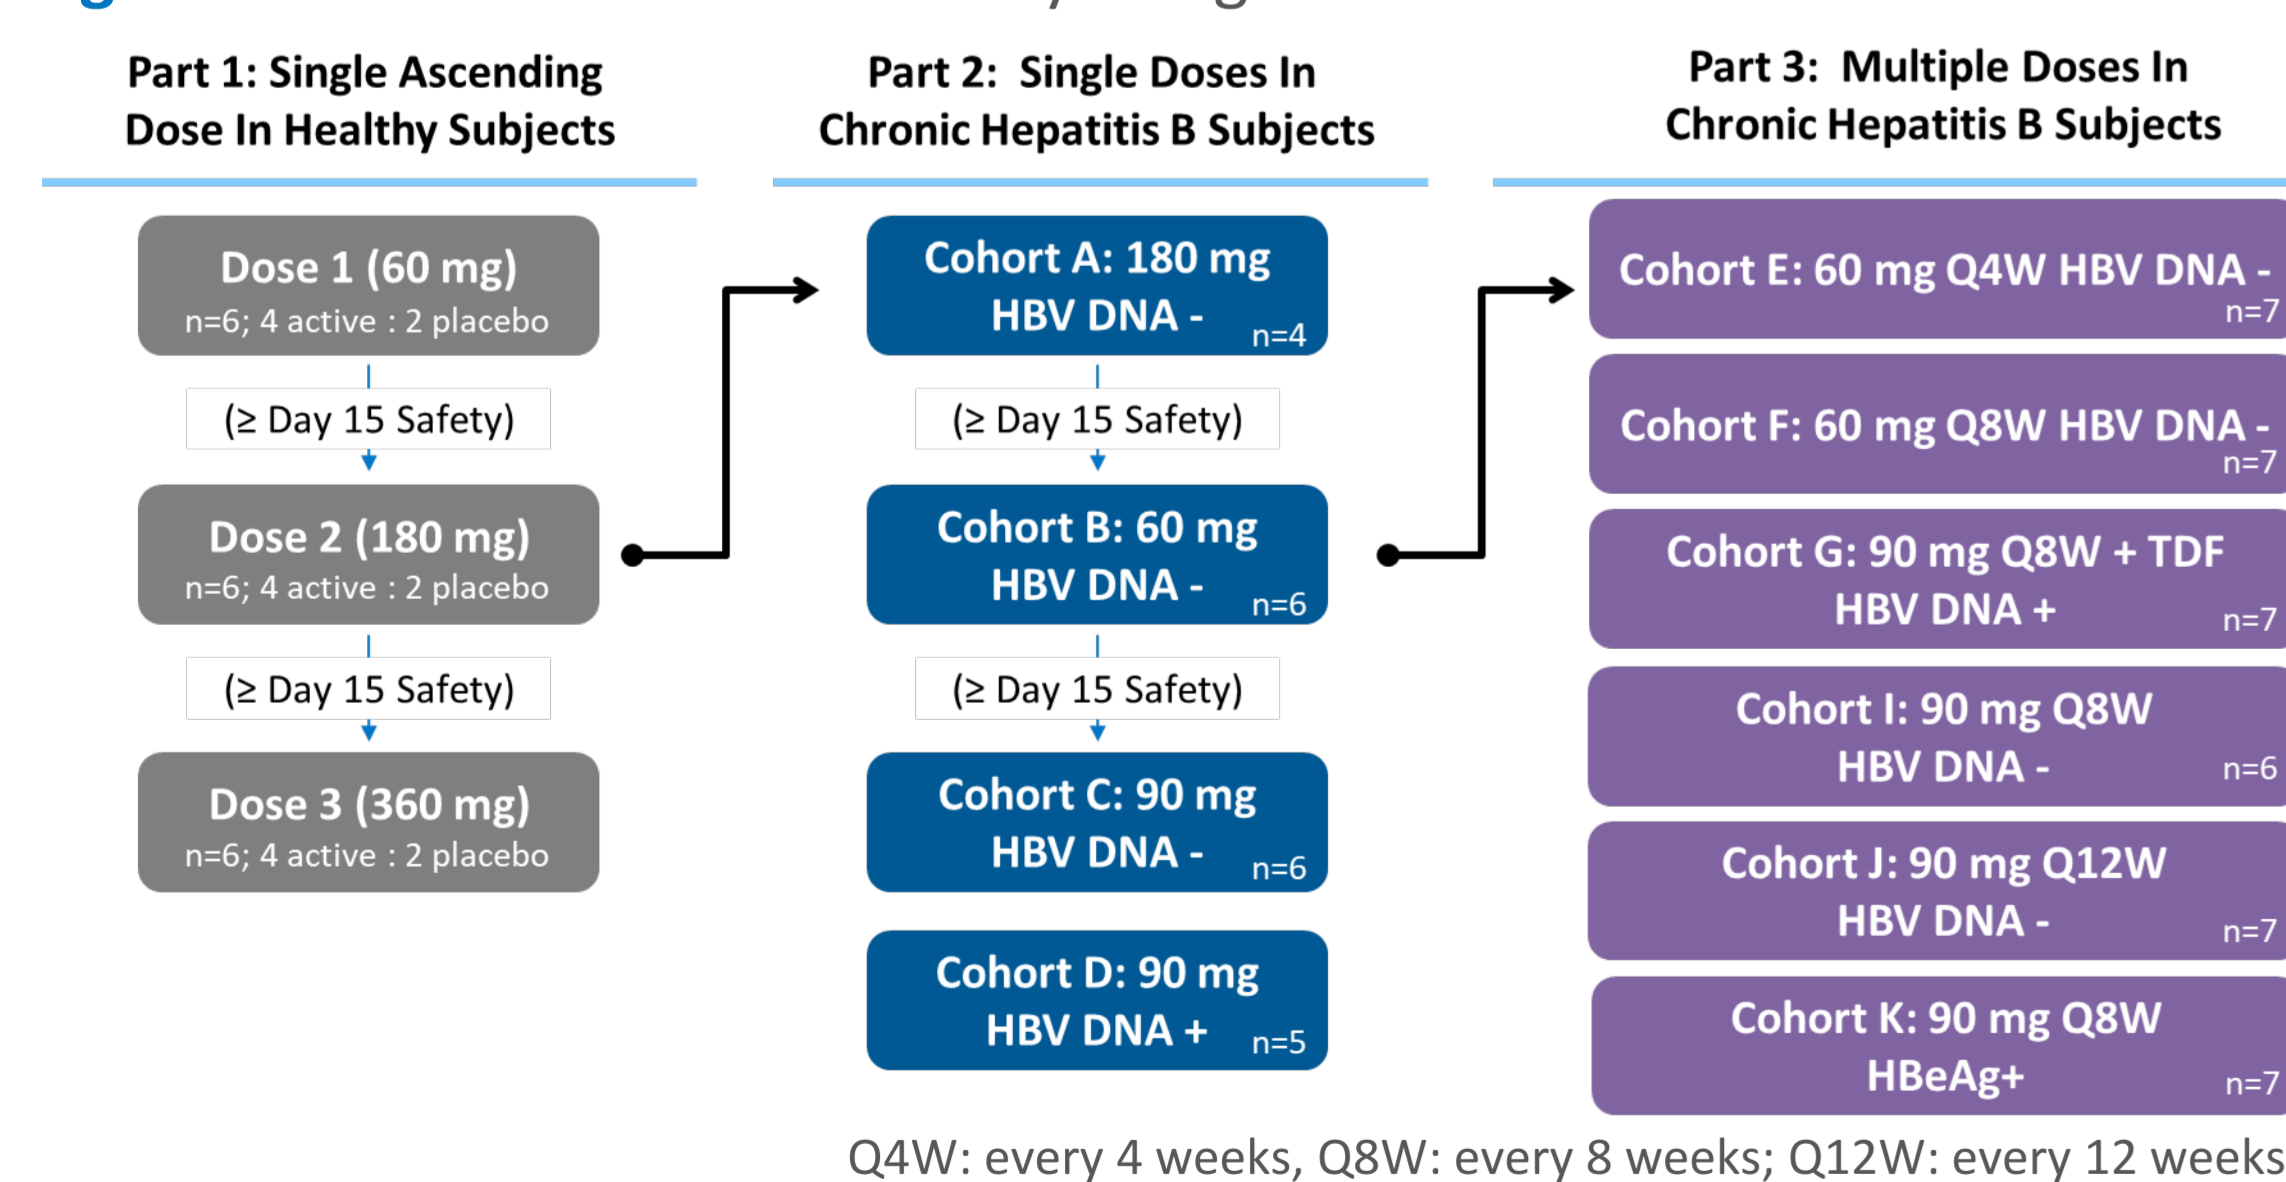 Part 1: Single Ascending
Dose In Healthy Subjects
Dose 1 (60 mg)
n=6; 4 active : 2 placebo
(≥ Day 15 Safety)
Dose 2 (180 mg)
n=6; 4 active : 2 placebo
(≥ Day 15 Safety)
Dose 3 (360 mg)
n=6; 4 active : 2 placebo
Part 2: Single Doses In
Chronic Hepatitis B Subjects
Cohort A: 180 mg
HBV DNA -
n=4
(≥ Day 15 Safety)
Cohort B: 60 mg
HBV DNA -
n=6
(≥ Day 15 Safety)
Cohort C: 90 mg
HBV DNA -
n=6
Cohort D: 90 mg
HBV DNA +
n=5
Part 3: Multiple Doses In
Chronic Hepatitis B Subjects
Cohort E: 60 mg Q4W HBV DNA -
n=7
Cohort F: 60 mg Q8W HBV DNA -
n=7
Cohort G: 90 mg Q8W + TDF
HBV DNA +
n=7
Cohort I: 90 mg Q8W
HBV DNA -
n=6
Cohort J: 90 mg Q12W
HBV DNA -
n=7
Cohort K: 90 mg Q8W
HBeAg+
n=7
Q4W: every 4 weeks, Q8W: every 8 weeks; Q12W: every 12 weeks